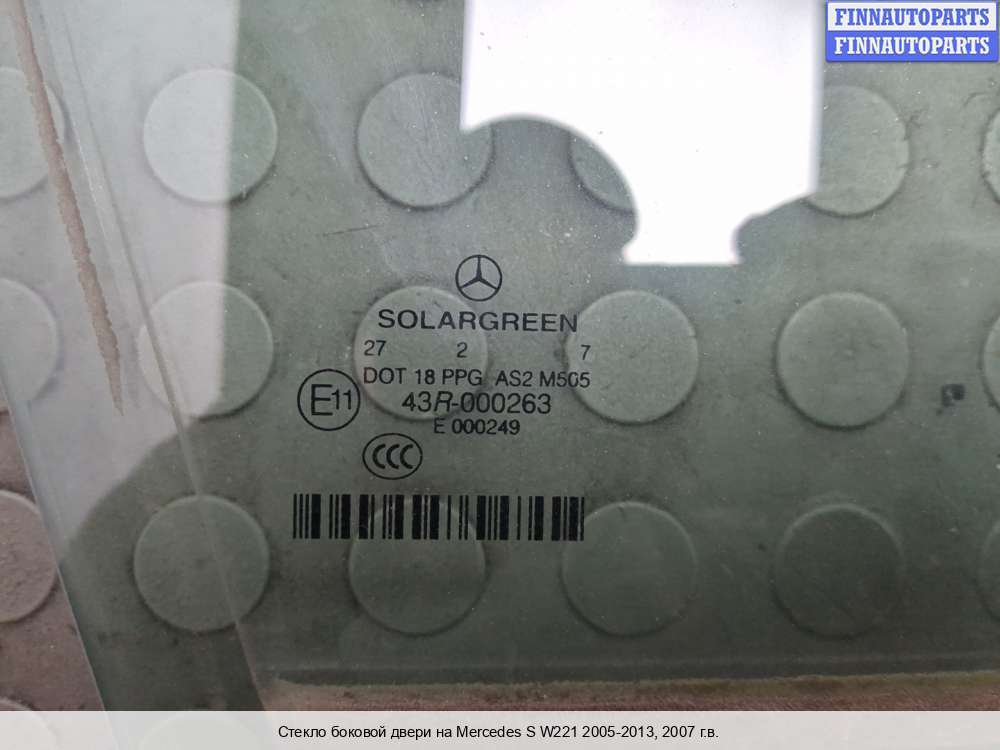 FINNAUTOPARTS
FINNAUTOPARTS
SOLARGREEN
27 2 7
DOT 18 PPG AS2 M505
E11 43R-000263
E 000249
CCC
Стекло боковой двери на Mercedes S W221 2005-2013, 2007 г.в.